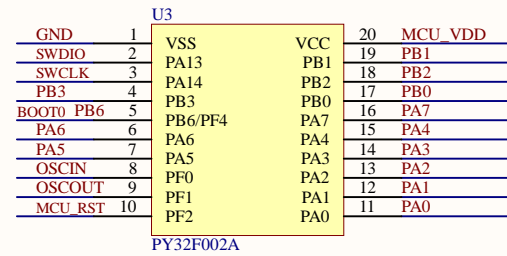 U3
GND 1 VSS VCC 20 MCU_VDD
SWDIO 2 PA13 PB1 19 PB1
SWCLK 3 PA14 PB2 18 PB2
PB3 4 PB3 PB0 17 PB0
BOOT0 PB6 5 PB6/PF4 PA7 16 PA7
PA6 6 PA6 PA4 15 PA4
PA5 7 PA5 PA3 14 PA3
OSCIN 8 PF0 PA2 13 PA2
OSCOUT 9 PF1 PA1 12 PA1
MCU_RST 10 PF2 PA0 11 PA0
PY32F002A